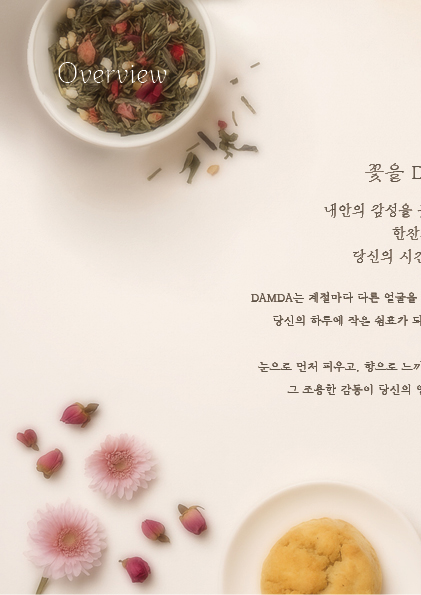 Overview
꽃을
내안의 감성을
한잔
당신의 시간
DAMDA는 계절마다 다른 얼굴을
당신의 하루에 작은 쉼표가 되
눈으로 먼저 피우고, 향으로 느끼
그 조용한 감동이 당신의